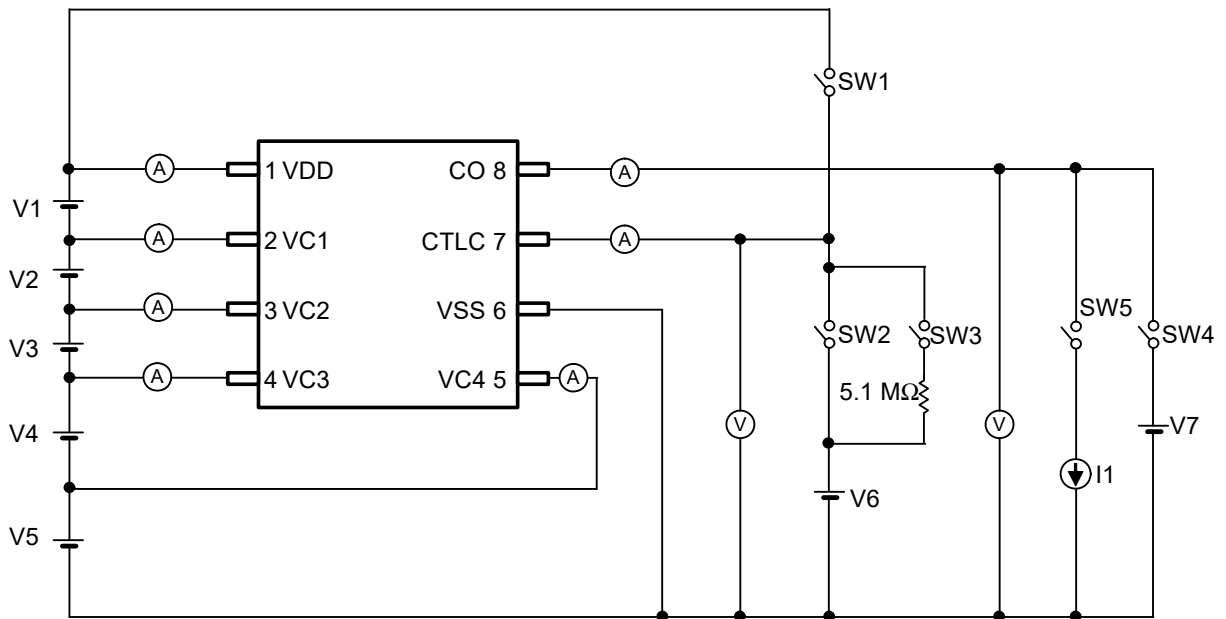 SW1
A
1 VDD
CO 8
A
V1
A
2 VC1
CTLC 7
A
V2
A
3 VC2
VSS 6
SW2
SW3
SW5
SW4
V3
A
4 VC3
VC4 5
A
5.1 MΩ
V4
V
V
V7
I1
V6
V5